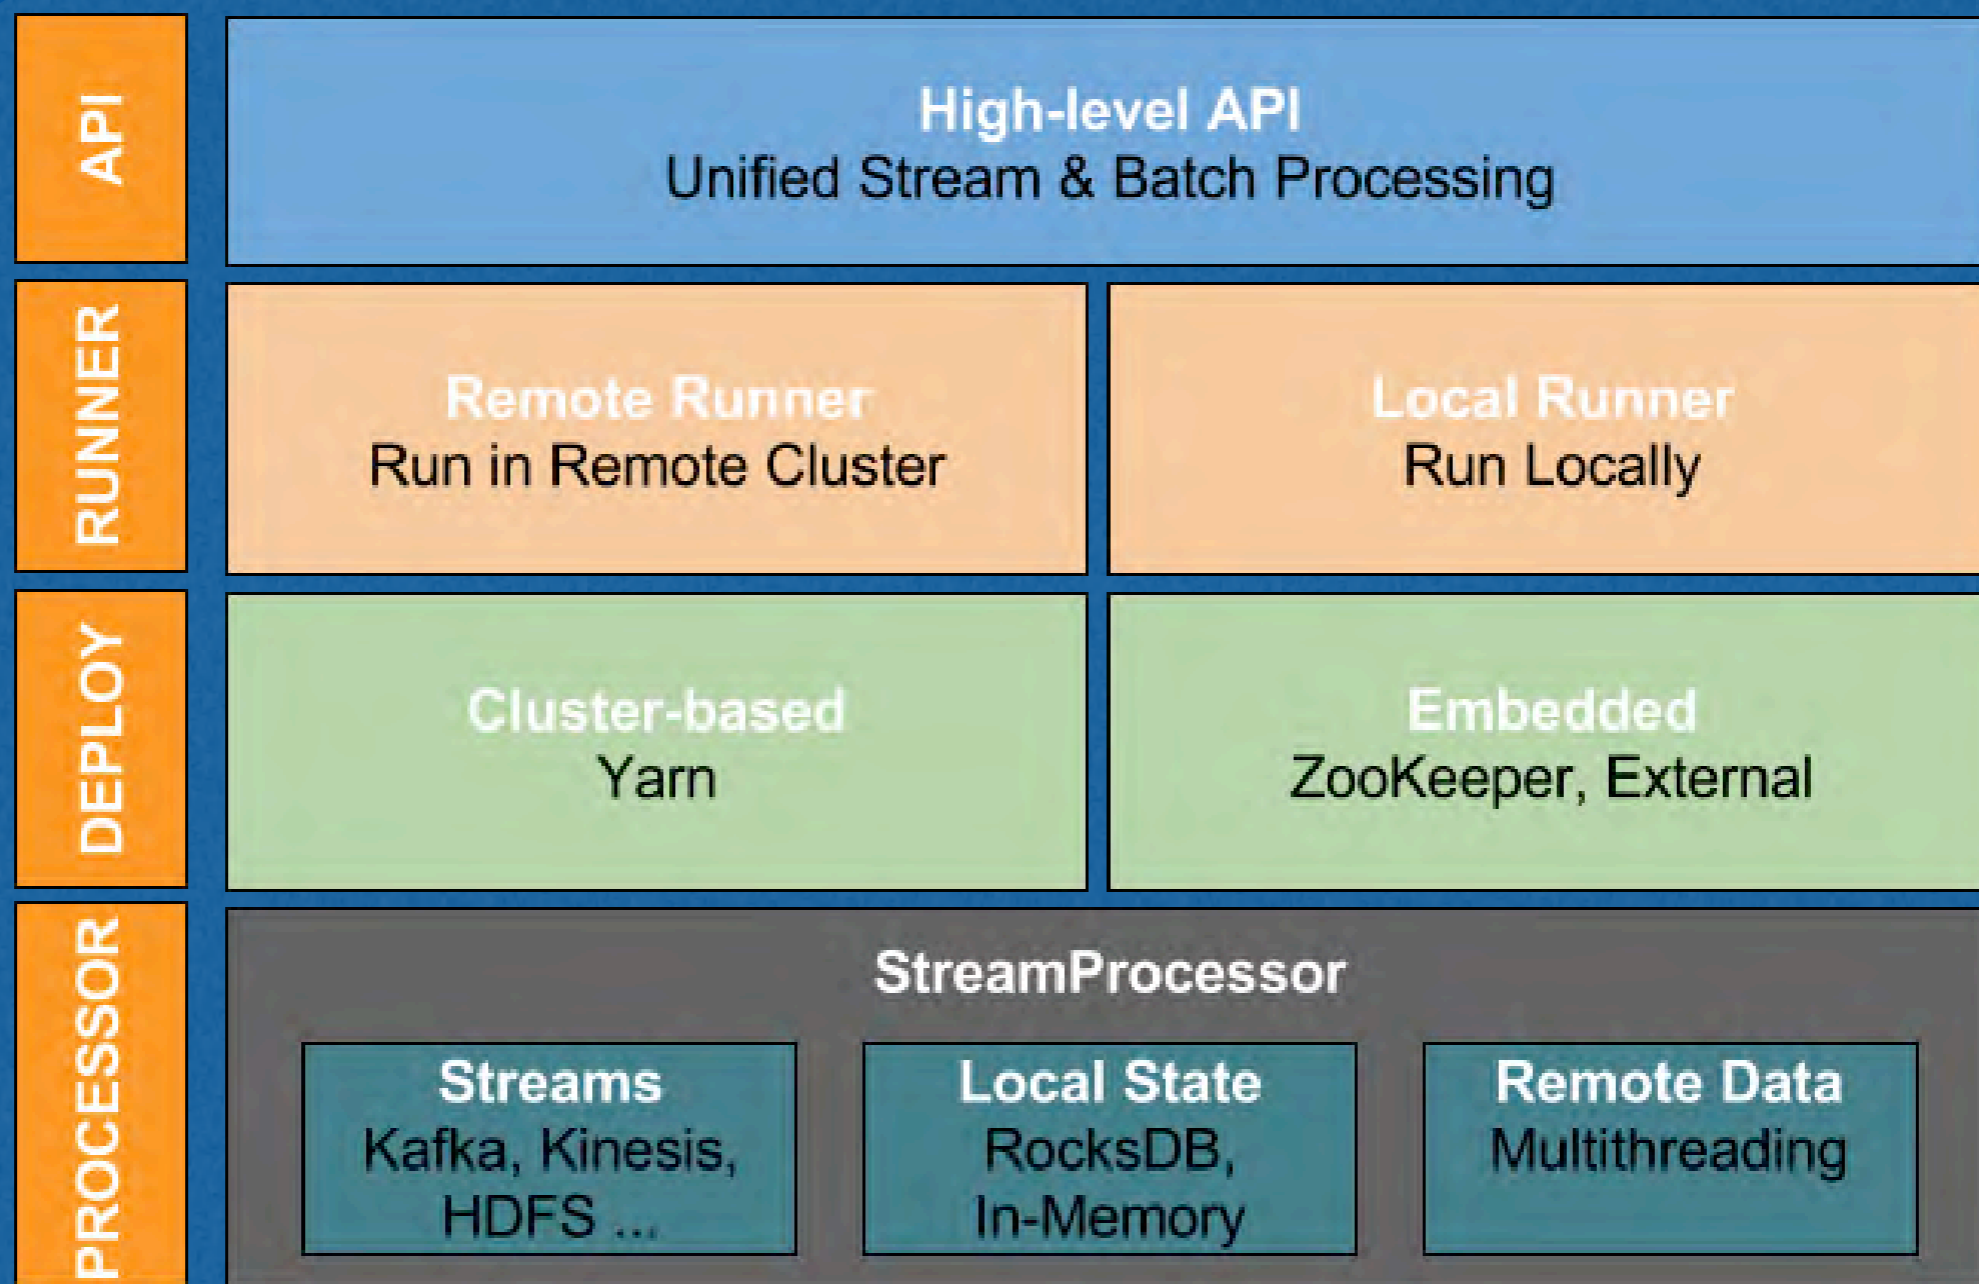 API
High-level API
Unified Stream & Batch Processing
RUNNER
Remote Runner
Run in Remote Cluster
Local Runner
Run Locally
DEPLOY
Cluster-based
Yarn
Embedded
ZooKeeper, External
PROCESSOR
StreamProcessor
Streams
Kafka, Kinesis,
HDFS ...
Local State
RocksDB,
In-Memory
Remote Data
Multithreading